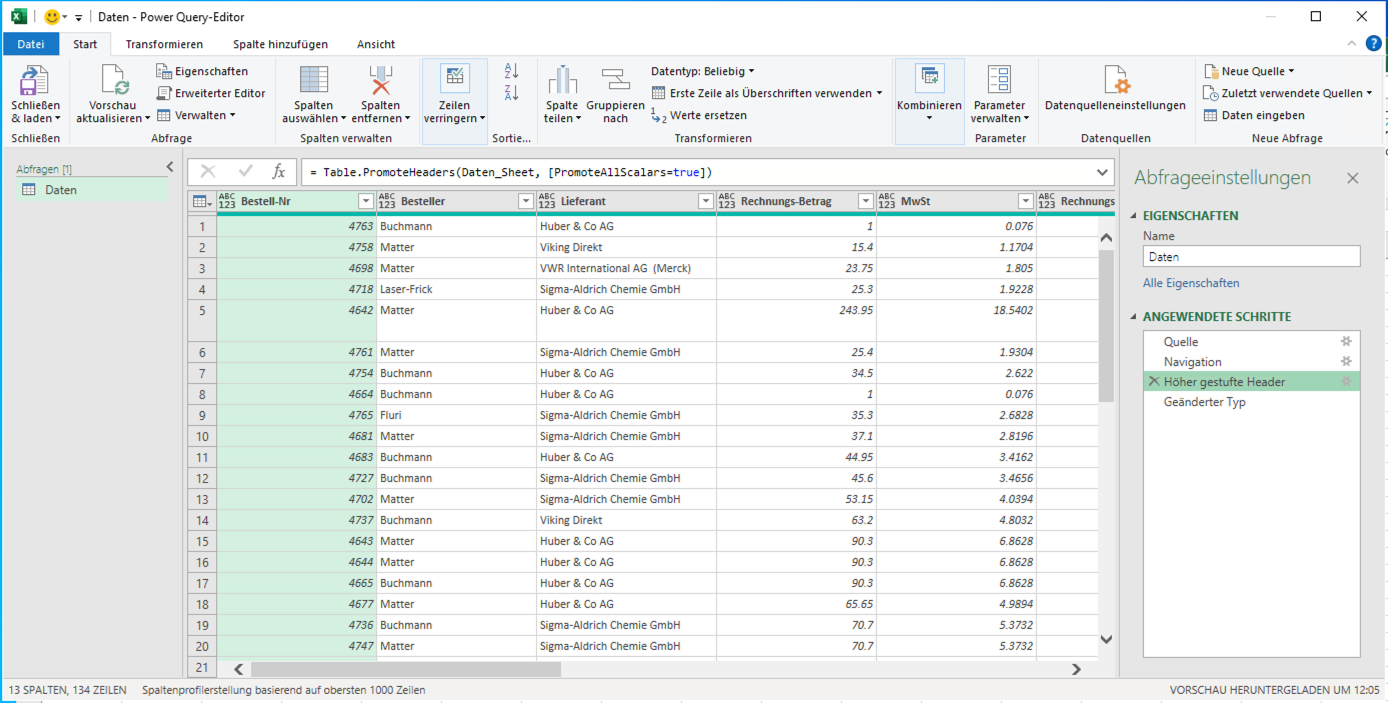 Daten - Power Query-Editor
Datei Start Transformieren Spalte hinzufügen Ansicht
Schließen & laden
Schließen
Vorschau aktualisieren
Eigenschaften
Erweiterter Editor
Verwalten
Abfrage
Spalten auswählen
Spalten entfernen
Spalten verwalten
Zeilen verringern
Sortie...
Spalte teilen
Gruppieren nach
Datentyp: Beliebig
Erste Zeile als Überschriften verwenden
Werte ersetzen
Transformieren
Kombinieren
Parameter verwalten
Parameter
Datenquelleneinstellungen
Datenquellen
Neue Quelle
Zuletzt verwendete Quellen
Daten eingeben
Neue Abfrage
Abfragen [1]
Daten
fx = Table.PromoteHeaders(Daten_Sheet, [PromoteAllScalars=true])
ABC 123 Bestell-Nr ABC 123 Besteller ABC 123 Lieferant ABC 123 Rechnungs-Betrag ABC 123 MwSt ABC 123 Rechnungs
1 4763 Buchmann Huber & Co AG 1 0.076
2 4758 Matter Viking Direkt 15.4 1.1704
3 4698 Matter VWR International AG (Merck) 23.75 1.805
4 4718 Laser-Frick Sigma-Aldrich Chemie GmbH 25.3 1.9228
5 4642 Matter Huber & Co AG 243.95 18.5402
6 4761 Matter Sigma-Aldrich Chemie GmbH 25.4 1.9304
7 4754 Buchmann Huber & Co AG 34.5 2.622
8 4664 Buchmann Huber & Co AG 1 0.076
9 4765 Fluri Sigma-Aldrich Chemie GmbH 35.3 2.6828
10 4681 Matter Sigma-Aldrich Chemie GmbH 37.1 2.8196
11 4683 Buchmann Huber & Co AG 44.95 3.4162
12 4727 Buchmann Sigma-Aldrich Chemie GmbH 45.6 3.4656
13 4702 Matter Sigma-Aldrich Chemie GmbH 53.15 4.0394
14 4737 Buchmann Viking Direkt 63.2 4.8032
15 4643 Matter Huber & Co AG 90.3 6.8628
16 4644 Matter Huber & Co AG 90.3 6.8628
17 4665 Buchmann Huber & Co AG 90.3 6.8628
18 4677 Matter Huber & Co AG 65.65 4.9894
19 4736 Buchmann Sigma-Aldrich Chemie GmbH 70.7 5.3732
20 4747 Matter Sigma-Aldrich Chemie GmbH 70.7 5.3732
21
Abfrageeinstellungen
EIGENSCHAFTEN
Name
Daten
Alle Eigenschaften
ANGEWENDETE SCHRITTE
Quelle
Navigation
Höher gestufte Header
Geänderter Typ
13 SPALTEN, 134 ZEILEN Spaltenprofilerstellung basierend auf obersten 1000 Zeilen VORSCHAU HERUNTERGELADEN UM 12:05